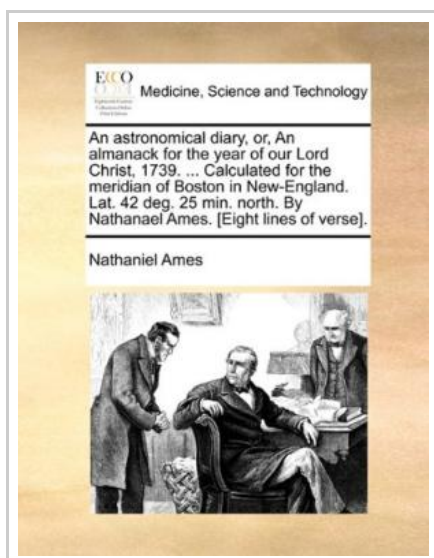 ECCO
Medicine, Science and Technology
An astronomical diary, or, An
almanack for the year of our Lord
Christ, 1739. ... Calculated for the
meridian of Boston in New-England.
Lat. 42 deg. 25 min. north. By
Nathanael Ames. [Eight lines of verse].
Nathaniel Ames